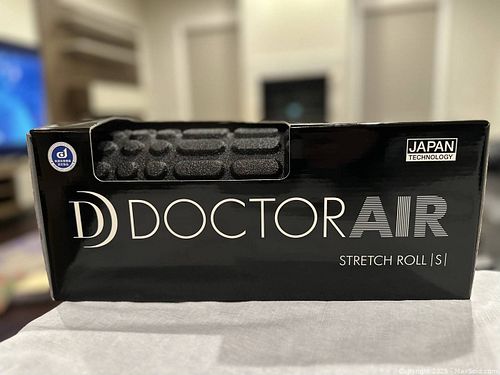 JAPAN
TECHNOLOGY
DOCTORAIR
STRETCH ROLL |S|